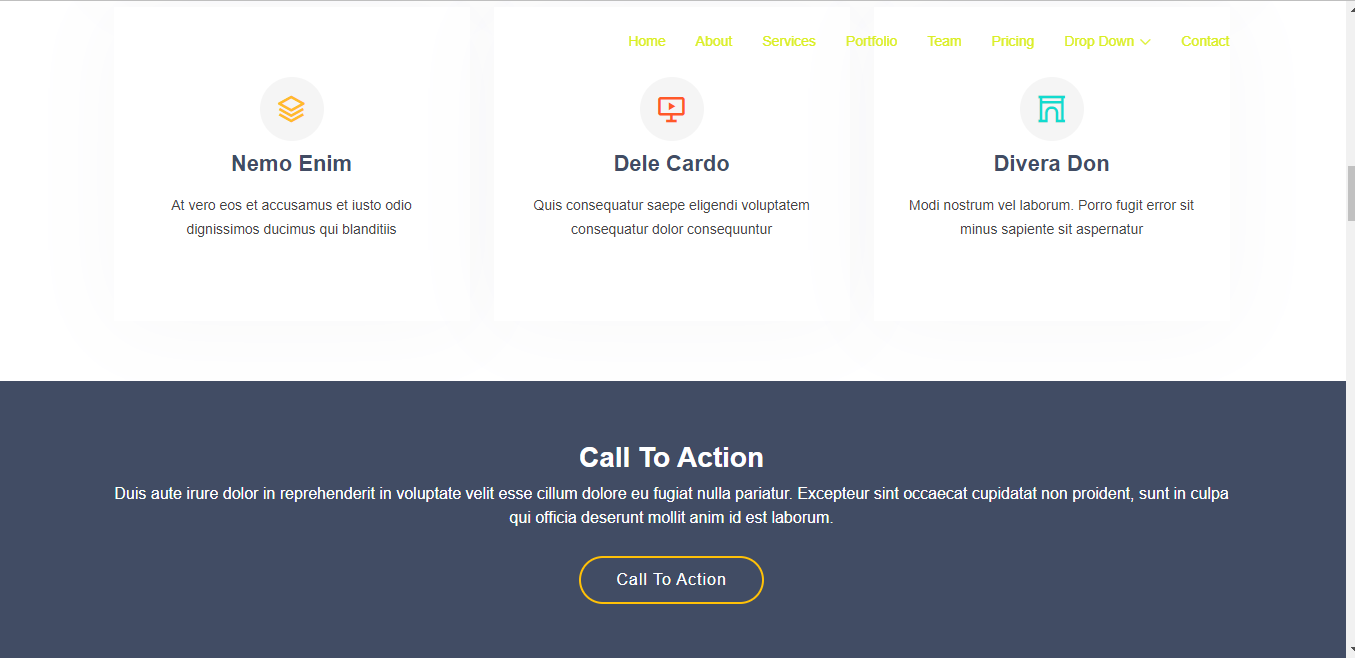 Home About Services Portfolio Team Pricing Drop Down Contact
Nemo Enim
At vero eos et accusamus et iusto odio
dignissimos ducimus qui blanditiis
Dele Cardo
Quis consequatur saepe eligendi voluptatem
consequatur dolor consequuntur
Divera Don
Modi nostrum vel laborum. Porro fugit error sit
minus sapiente sit aspernatur
Call To Action
Duis aute irure dolor in reprehenderit in voluptate velit esse cillum dolore eu fugiat nulla pariatur. Excepteur sint occaecat cupidatat non proident, sunt in culpa
qui officia deserunt mollit anim id est laborum.
Call To Action